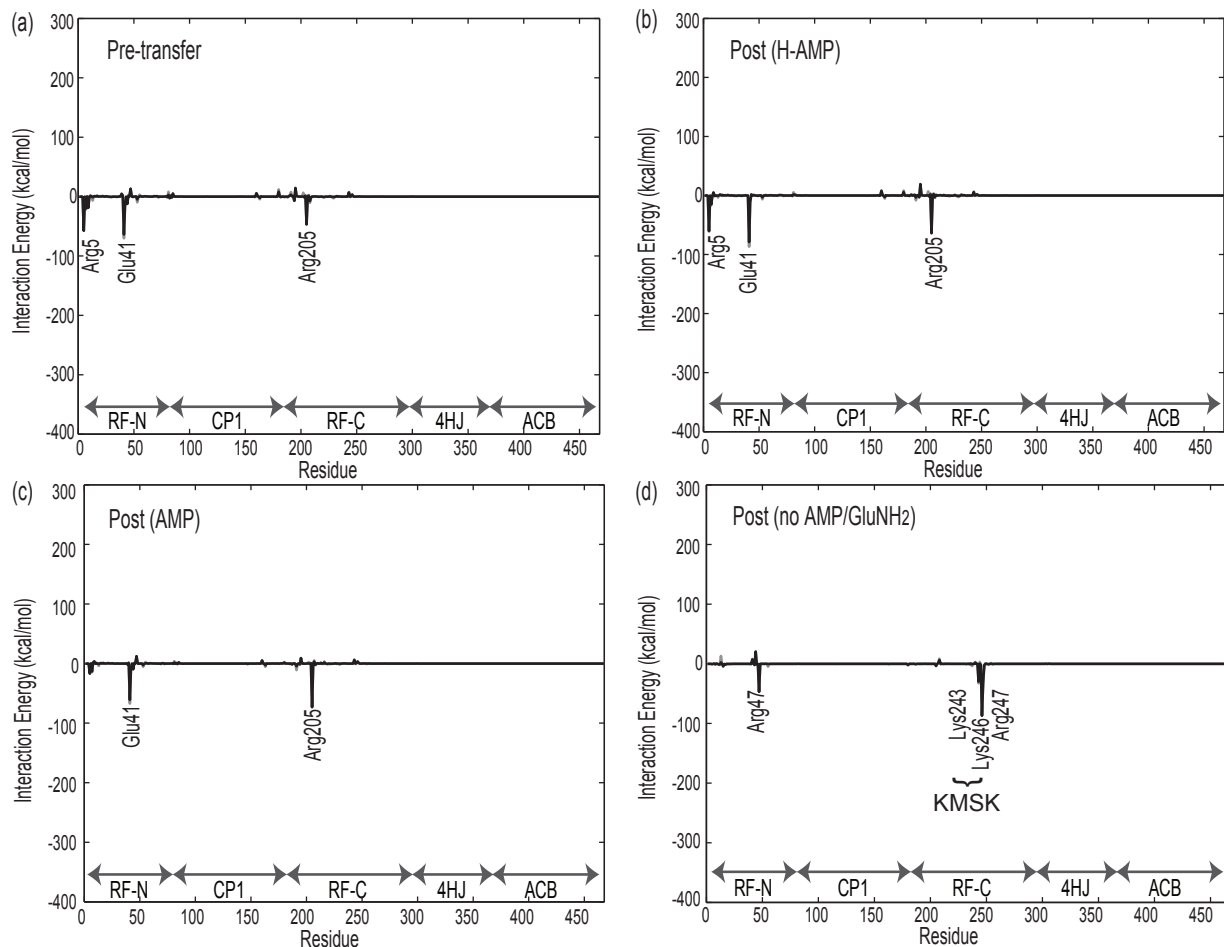 (a)
Pre-transfer
Interaction Energy (kcal/mol)
300
200
100
0
-100
-200
-300
-400
Arg5
Glu41
Arg205
RF-N
CP1
RF-C
4HJ
ACB
0 50 100 150 200 250 300 350 400 450
Residue
(b)
Post (H-AMP)
Interaction Energy (kcal/mol)
300
200
100
0
-100
-200
-300
-400
Arg5
Glu41
Arg205
RF-N
CP1
RF-C
4HJ
ACB
0 50 100 150 200 250 300 350 400 450
Residue
(c)
Post (AMP)
Interaction Energy (kcal/mol)
300
200
100
0
-100
-200
-300
-400
Glu41
Arg205
RF-N
CP1
RF-C
4HJ
ACB
0 50 100 150 200 250 300 350 400 450
Residue
(d)
Post (no AMP/GluNH2)
Interaction Energy (kcal/mol)
300
200
100
0
-100
-200
-300
-400
Arg47
Lys243
Lys246
Arg247
KMSK
RF-N
CP1
RF-C
4HJ
ACB
0 50 100 150 200 250 300 350 400 450
Residue